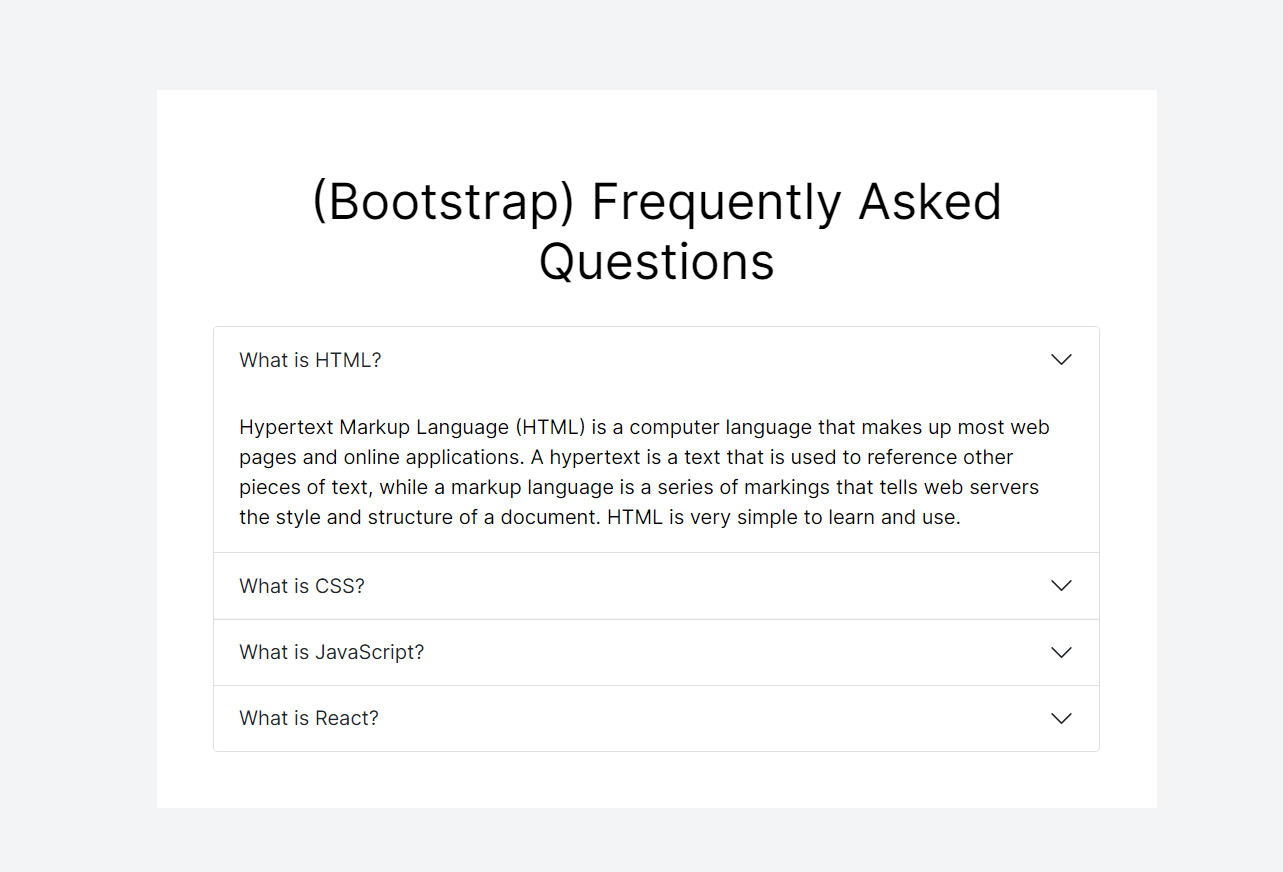 (Bootstrap) Frequently Asked
Questions
What is HTML?
Hypertext Markup Language (HTML) is a computer language that makes up most web
pages and online applications. A hypertext is a text that is used to reference other
pieces of text, while a markup language is a series of markings that tells web servers
the style and structure of a document. HTML is very simple to learn and use.
What is CSS?
What is JavaScript?
What is React?